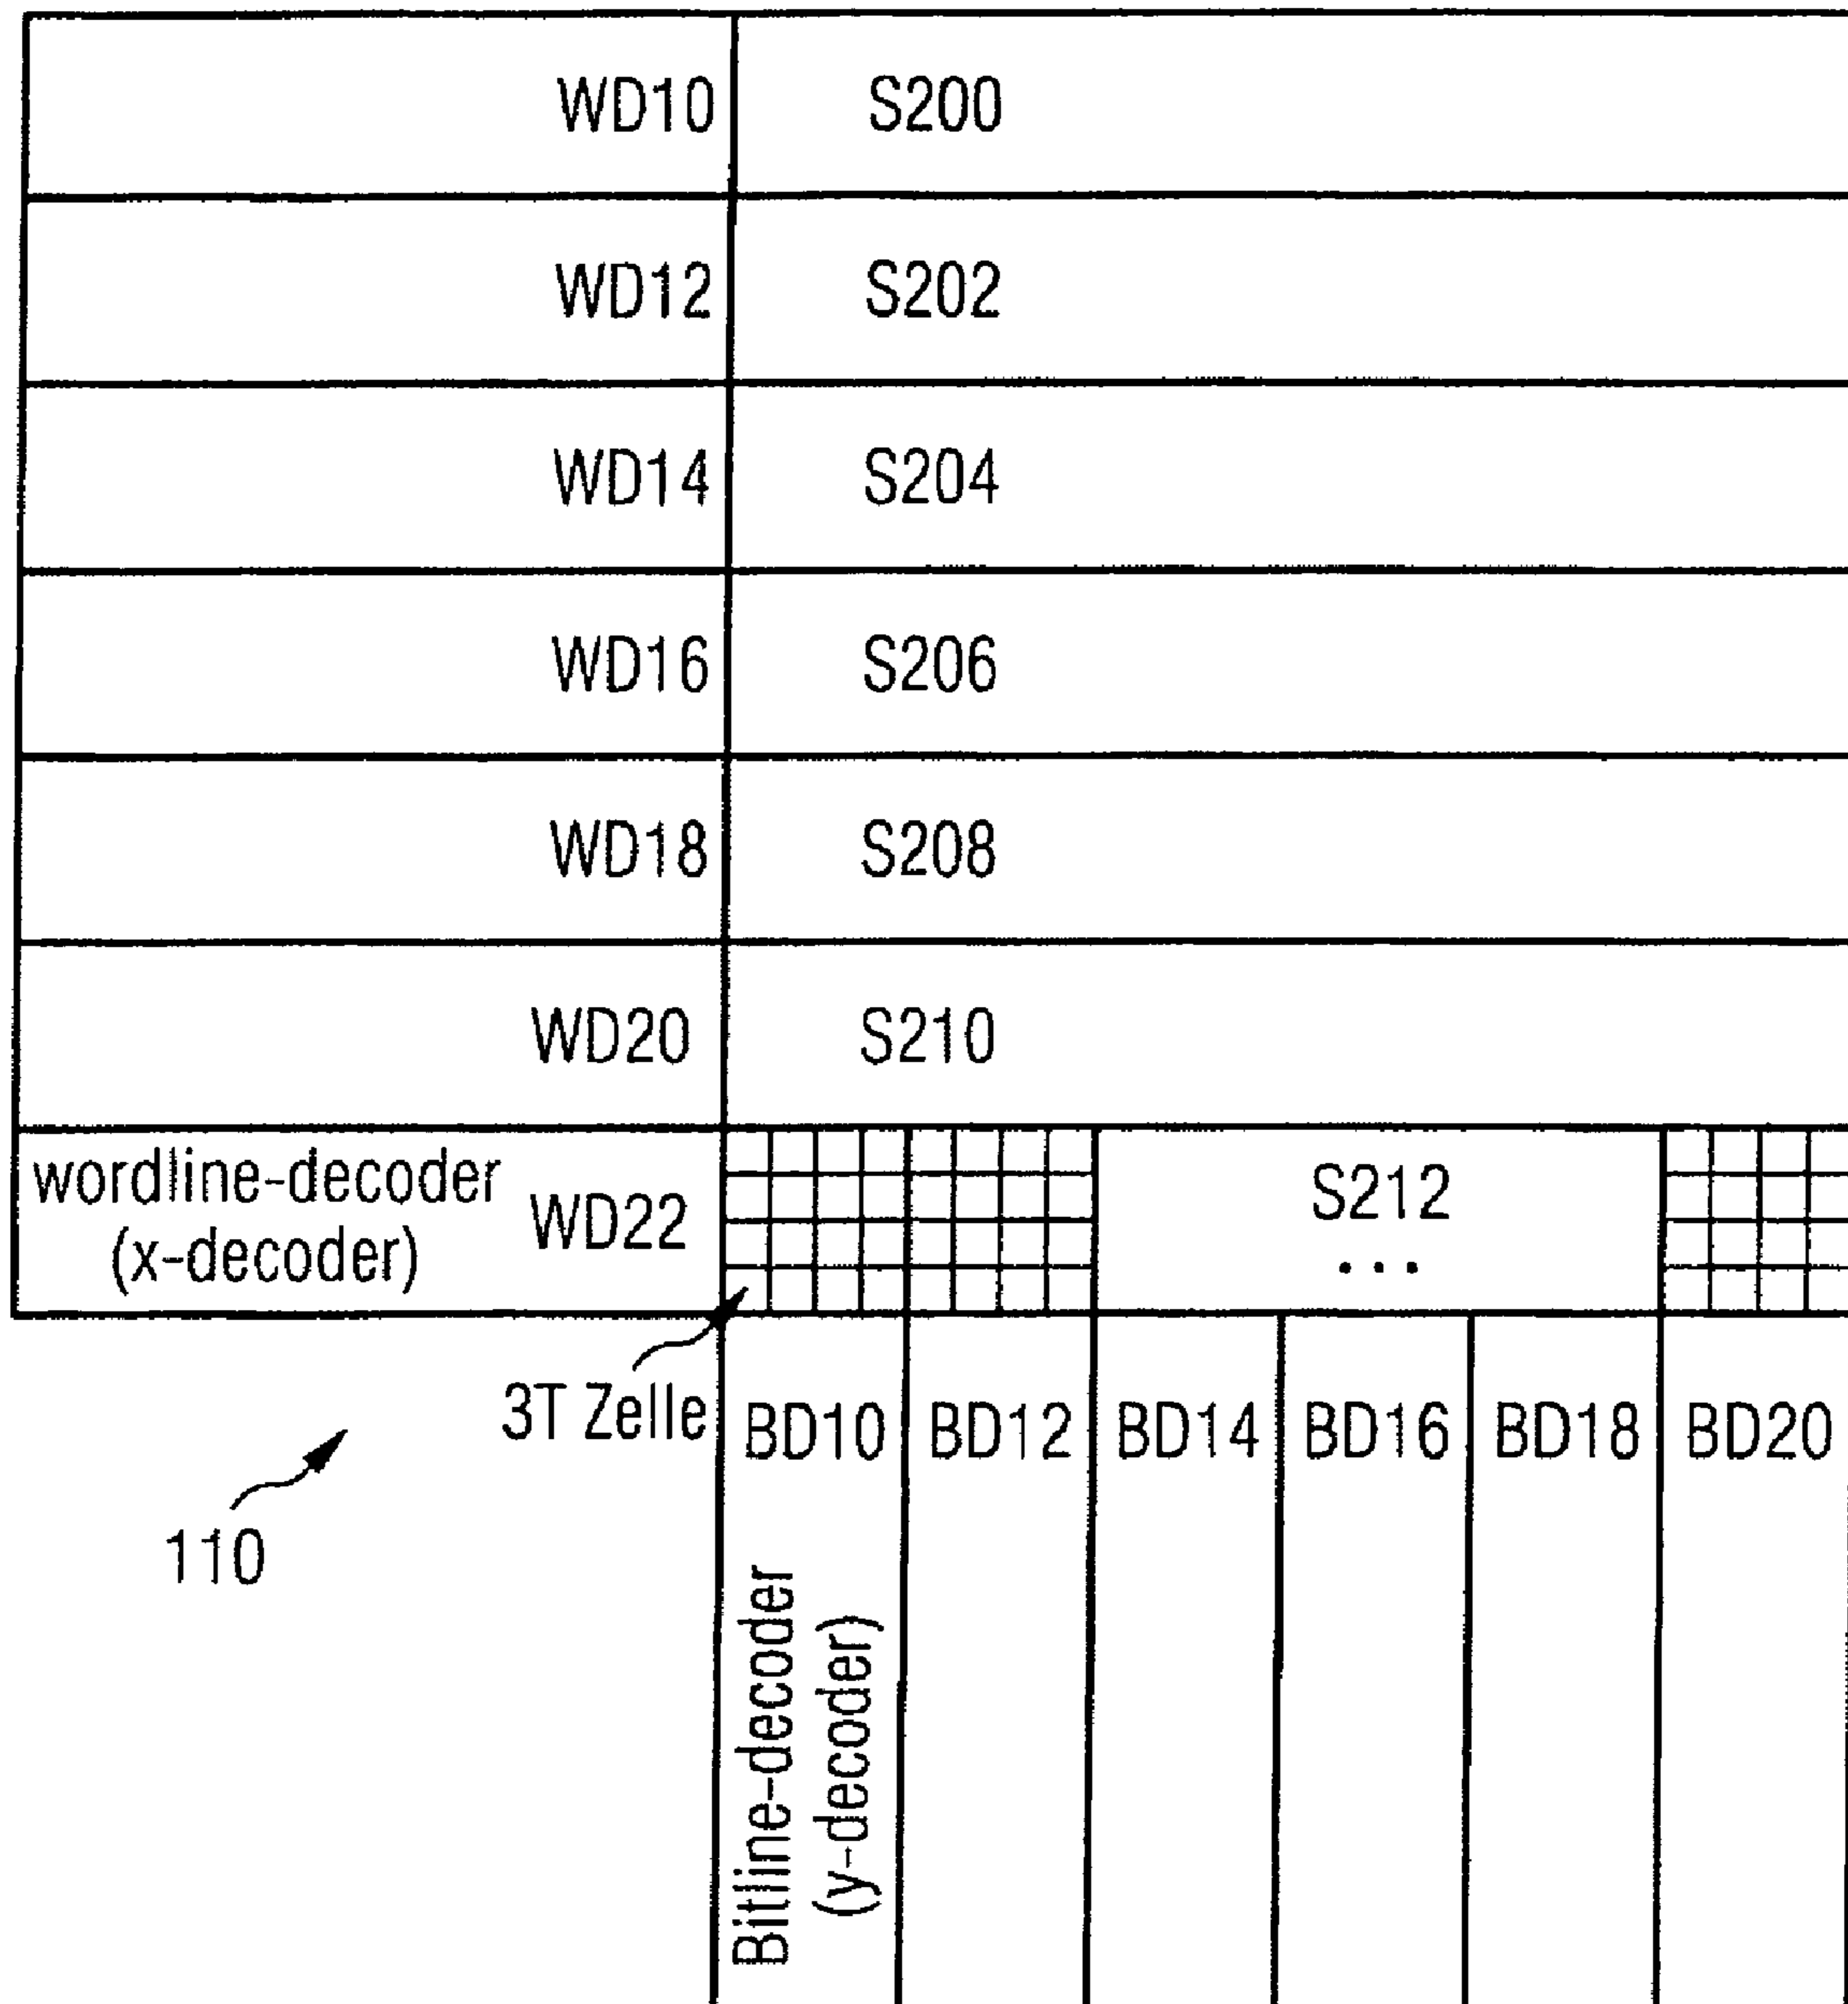 WD10 S200
WD12 S202
WD14 S204
WD16 S206
WD18 S208
WD20 S210
wordline-decoder
(x-decoder)
WD22
S212
...
3T Zelle
BD10 BD12 BD14 BD16 BD18 BD20
110
Bitline-decoder
(y-decoder)